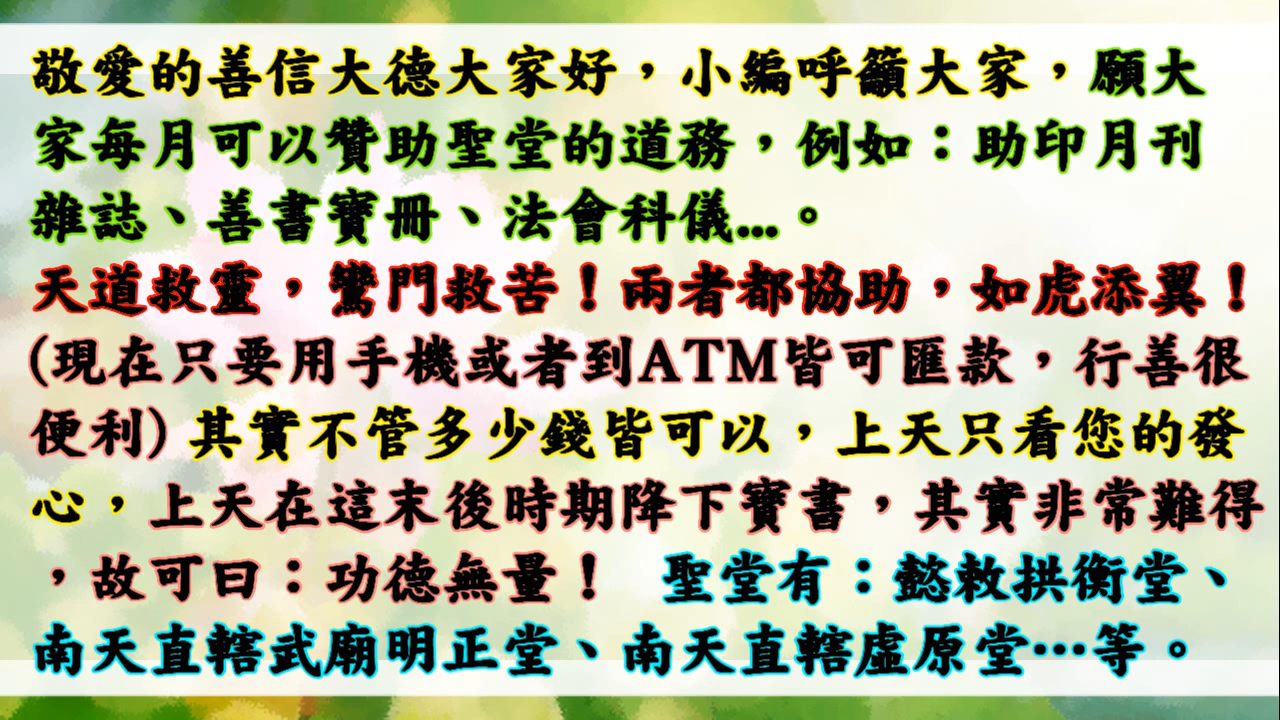 敬愛的善信大德大家好，小編呼籲大家，願大
家每月可以贊助聖堂的道務，例如：助印月刊
雜誌、善書寶冊、法會科儀...。
天道救靈，鸞門救苦！兩者都協助，如虎添翼！
(現在只要用手機或者到ATM皆可匯款，行善很
便利) 其實不管多少錢皆可以，上天只看您的發
心，上天在這末後時期降下寶書，其實非常難得
，故可曰：功德無量！ 聖堂有：懿敕拱衡堂、
南天直轄武廟明正堂、南天直轄虛原堂…等。